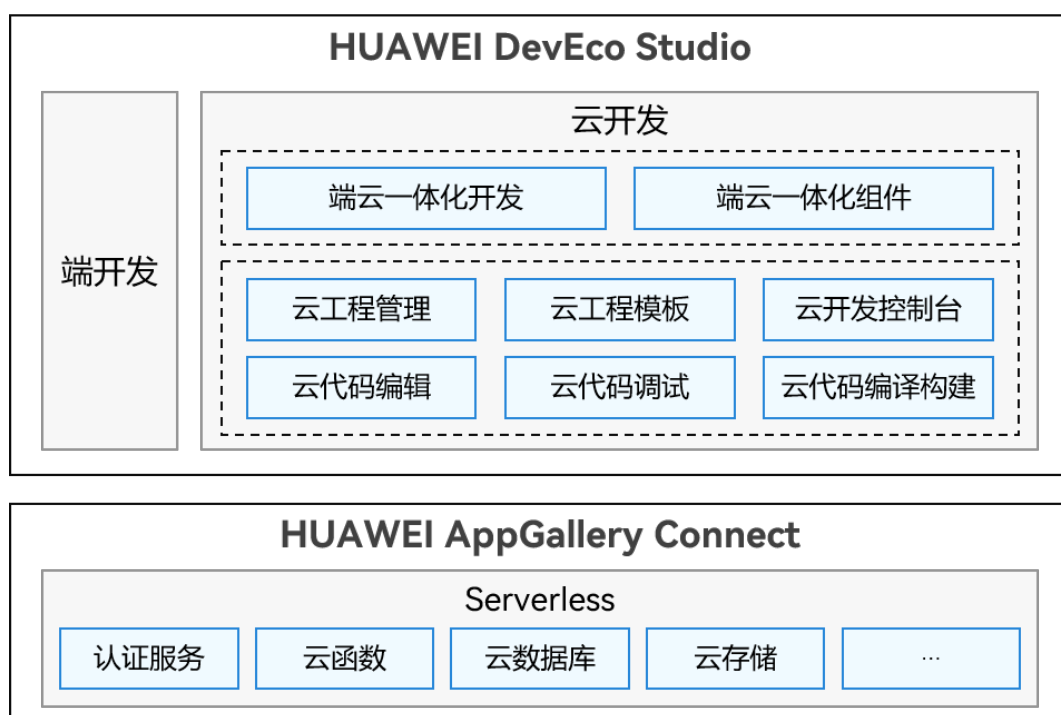 HUAWEI DevEco Studio
端开发
云开发
端云一体化开发
端云一体化组件
云工程管理
云工程模板
云开发控制台
云代码编辑
云代码调试
云代码编译构建
HUAWEI AppGallery Connect
Serverless
认证服务
云函数
云数据库
云存储
...